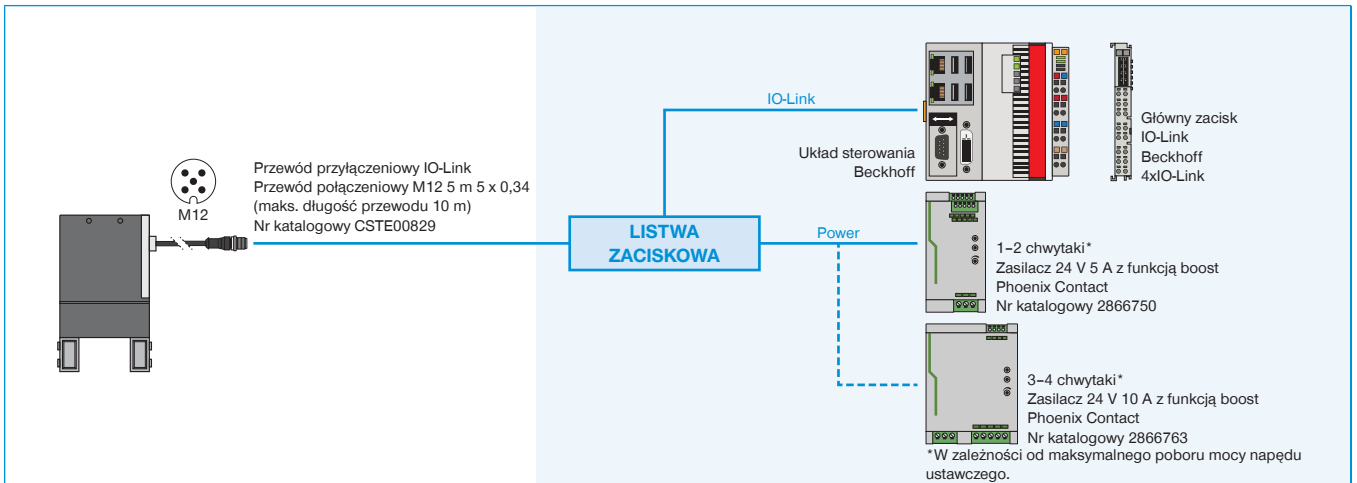 M12
Przewód przyłączeniowy IO-Link
Przewód połączeniowy M12 5 m 5 x 0,34
(maks. długość przewodu 10 m)
Nr katalogowy CSTE00829
LISTWA
ZACISKOWA
IO-Link
Power
Układ sterowania
Beckhoff
Główny zacisk
IO-Link
Beckhoff
4xIO-Link
1–2 chwytaki*
Zasilacz 24 V 5 A z funkcją boost
Phoenix Contact
Nr katalogowy 2866750
3–4 chwytaki*
Zasilacz 24 V 10 A z funkcją boost
Phoenix Contact
Nr katalogowy 2866763
*W zależności od maksymalnego poboru mocy napędu
ustawczego.